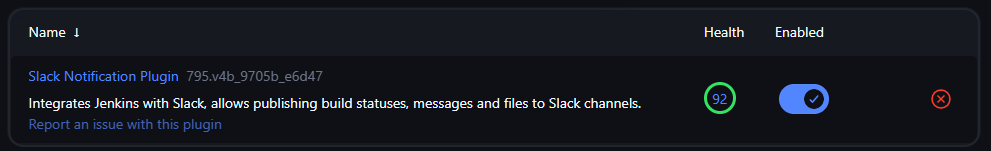 Name ↓ Health Enabled
Slack Notification Plugin 795.v4b_9705b_e6d47
Integrates Jenkins with Slack, allows publishing build statuses, messages and files to Slack channels.
92
Report an issue with this plugin